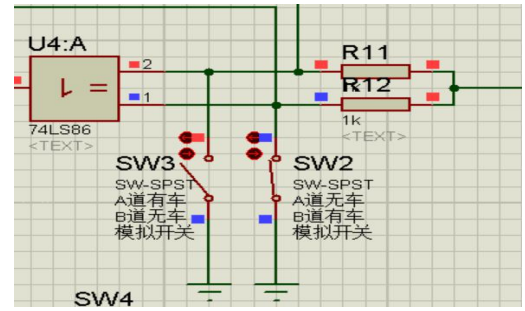 U4:A
2
1
74LS86
<TEXT>
R11
R12
1k
<TEXT>
SW3
SW-SPST
A道有车
B道无车
模拟开关
SW2
SW-SPST
A道无车
B道有车
模拟开关
SW4